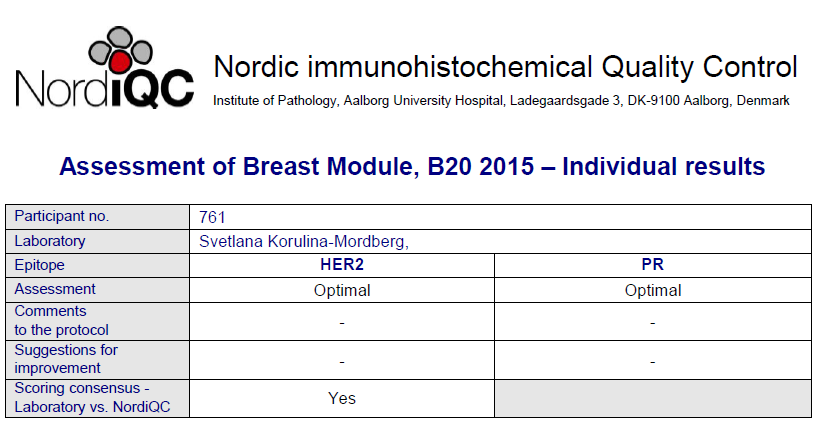 NordiQC
Nordic immunohistochemical Quality Control
Institute of Pathology, Aalborg University Hospital, Ladegaardsgade 3, DK-9100 Aalborg, Denmark
Assessment of Breast Module, B20 2015 – Individual results
Participant no. 761
Laboratory Svetlana Korulina-Mordberg,
Epitope HER2 PR
Assessment Optimal Optimal
Comments
to the protocol - -
Suggestions for
improvement - -
Scoring consensus -
Laboratory vs. NordiQC Yes